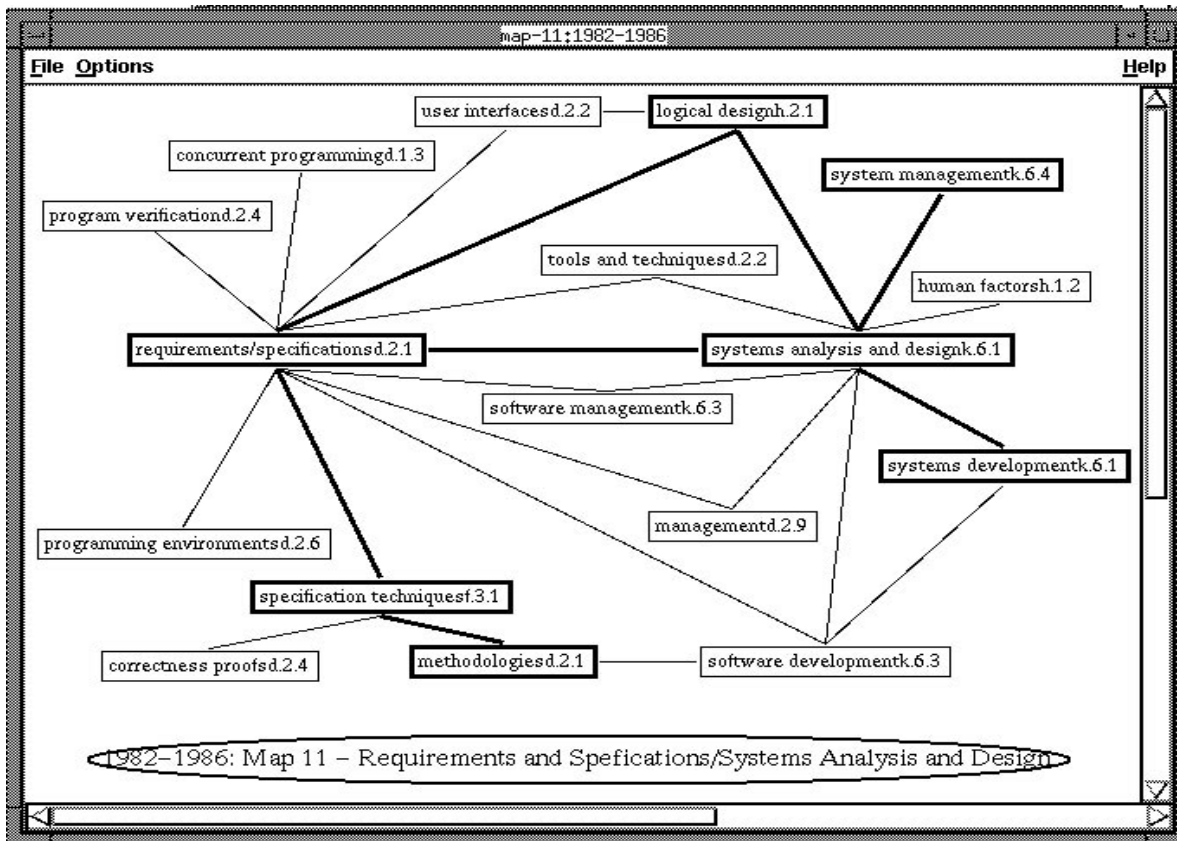 map-11:1982-1986
File Options Help
user interfacesd.2.2
logical designh.2.1
concurrent programmingd.1.3
system managementk.6.4
program verificationd.2.4
tools and techniquesd.2.2
human factorsh.1.2
requirements/specificationsd.2.1
systems analysis and designk.6.1
software managementk.6.3
systems developmentk.6.1
managementd.2.9
programming environmentsd.2.6
specification techniquesf.3.1
correctness proofsd.2.4
methodologiesd.2.1
software developmentk.6.3
1982-1986: Map 11 - Requirements and Spefications/Systems Analysis and Design